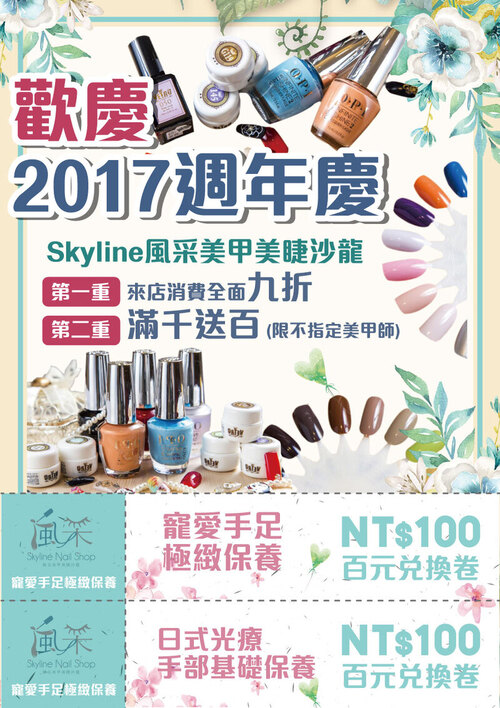 歡慶
2017週年慶
Skyline風采美甲美睫沙龍
第一重 來店消費全面九折
第二重 滿千送百 (限不指定美甲師)
風采
Skyline Nail Shop
寵愛手足極緻保養
寵愛手足
極緻保養
NT$100
百元兌換卷
風采
Skyline Nail Shop
寵愛手足極緻保養
日式光療
手部基礎保養
NT$100
百元兌換卷